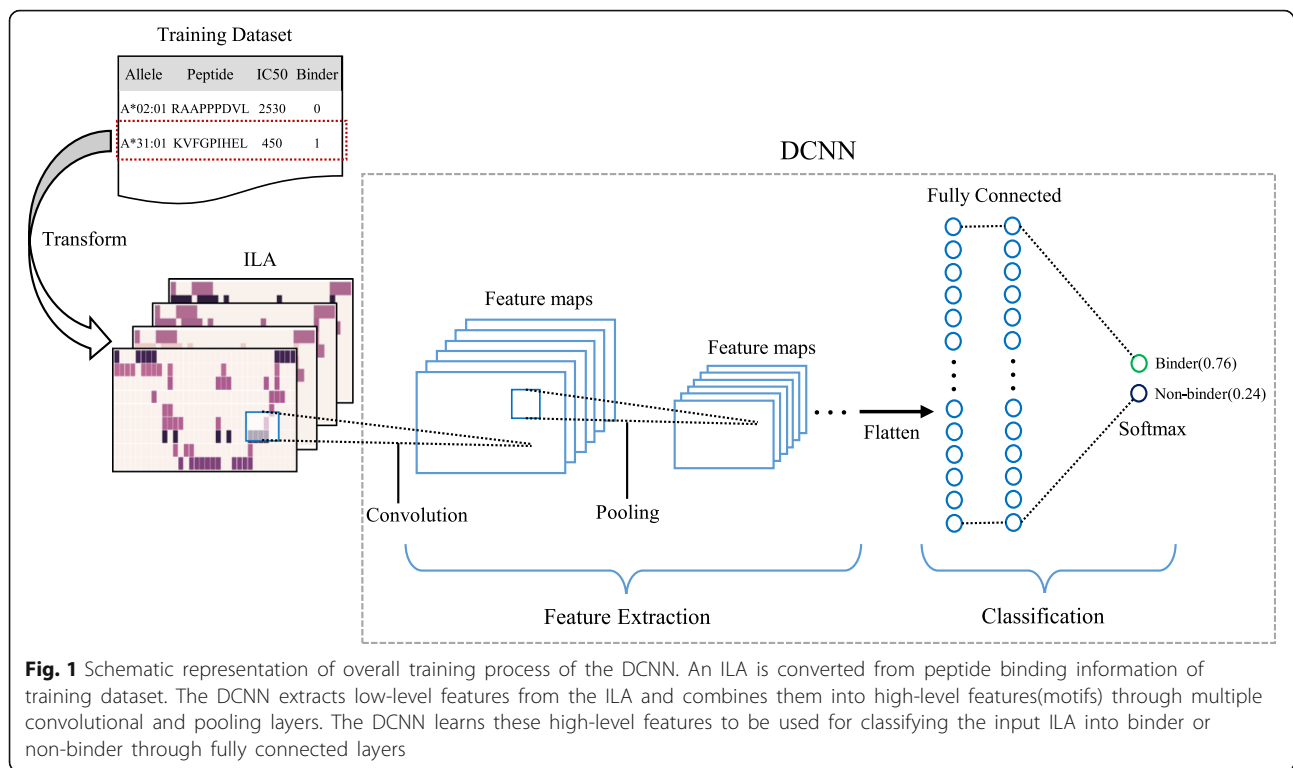 Training Dataset
Allele Peptide IC50 Binder
A*02:01 RAAPPPDVL 2530 0
A*31:01 KVFGPIHEL 450 1
Transform
ILA
DCNN
Feature maps
Feature maps
Fully Connected
Binder(0.76)
Non-binder(0.24)
Softmax
Flatten
Convolution
Pooling
Feature Extraction
Classification
Fig. 1 Schematic representation of overall training process of the DCNN. An ILA is converted from peptide binding information of
training dataset. The DCNN extracts low-level features from the ILA and combines them into high-level features(motifs) through multiple
convolutional and pooling layers. The DCNN learns these high-level features to be used for classifying the input ILA into binder or
non-binder through fully connected layers